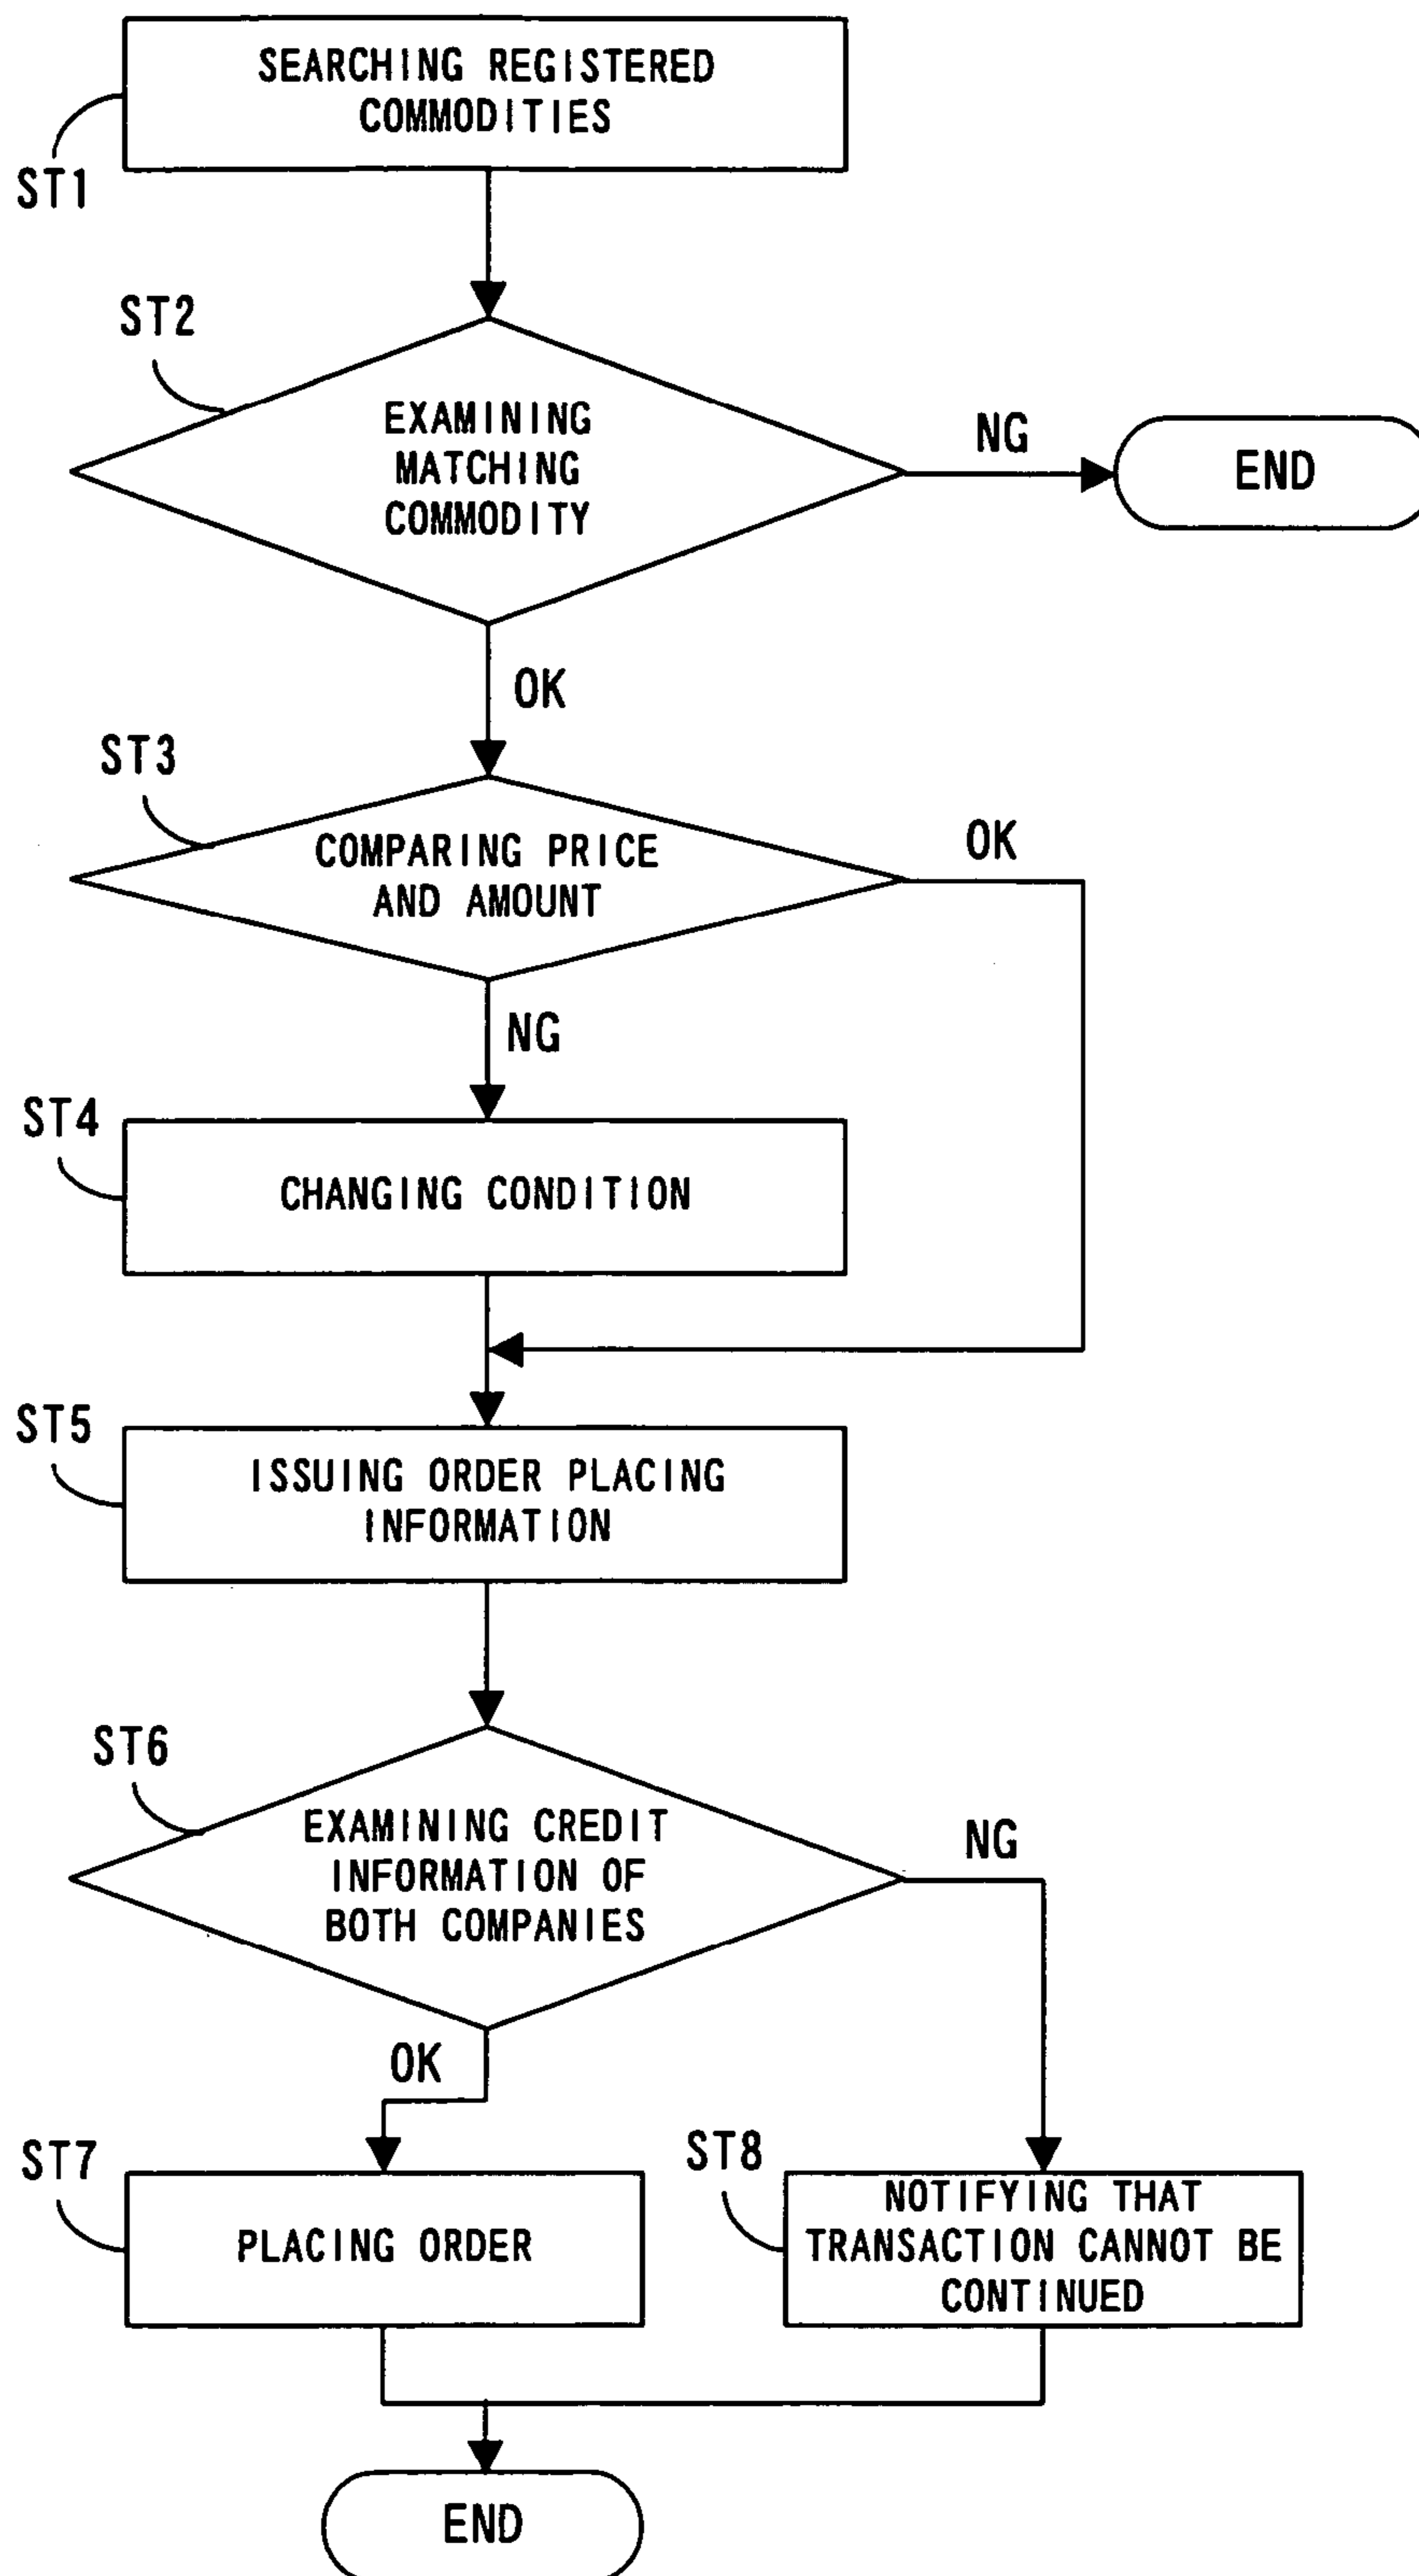 SEARCHING REGISTERED
COMMODITIES
ST1
ST2
EXAMINING
MATCHING
COMMODITY
NG
END
OK
ST3
COMPARING PRICE
AND AMOUNT
OK
NG
ST4
CHANGING CONDITION
ST5
ISSUING ORDER PLACING
INFORMATION
ST6
EXAMINING CREDIT
INFORMATION OF
BOTH COMPANIES
NG
OK
ST7
PLACING ORDER
ST8
NOTIFYING THAT
TRANSACTION CANNOT BE
CONTINUED
END